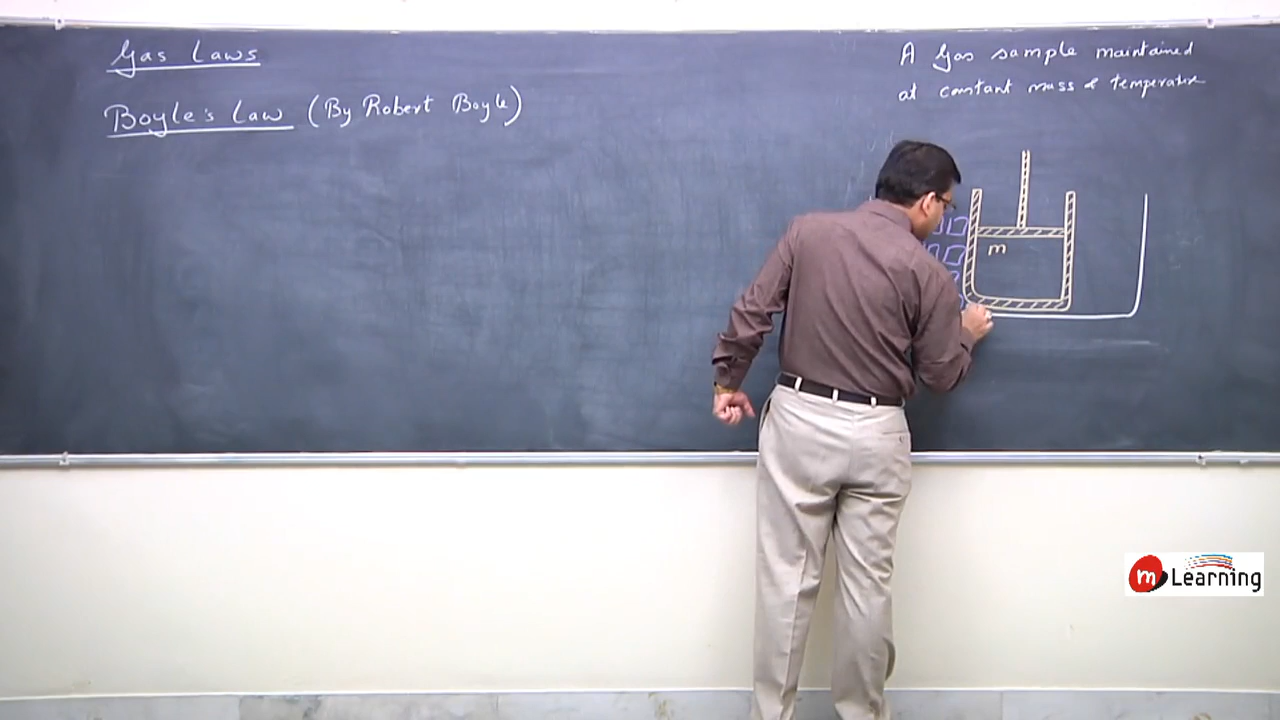 Gas Laws
Boyle's Law (By Robert Boyle)
A Gas sample maintained
at constant mass & temperature
m
m Learning